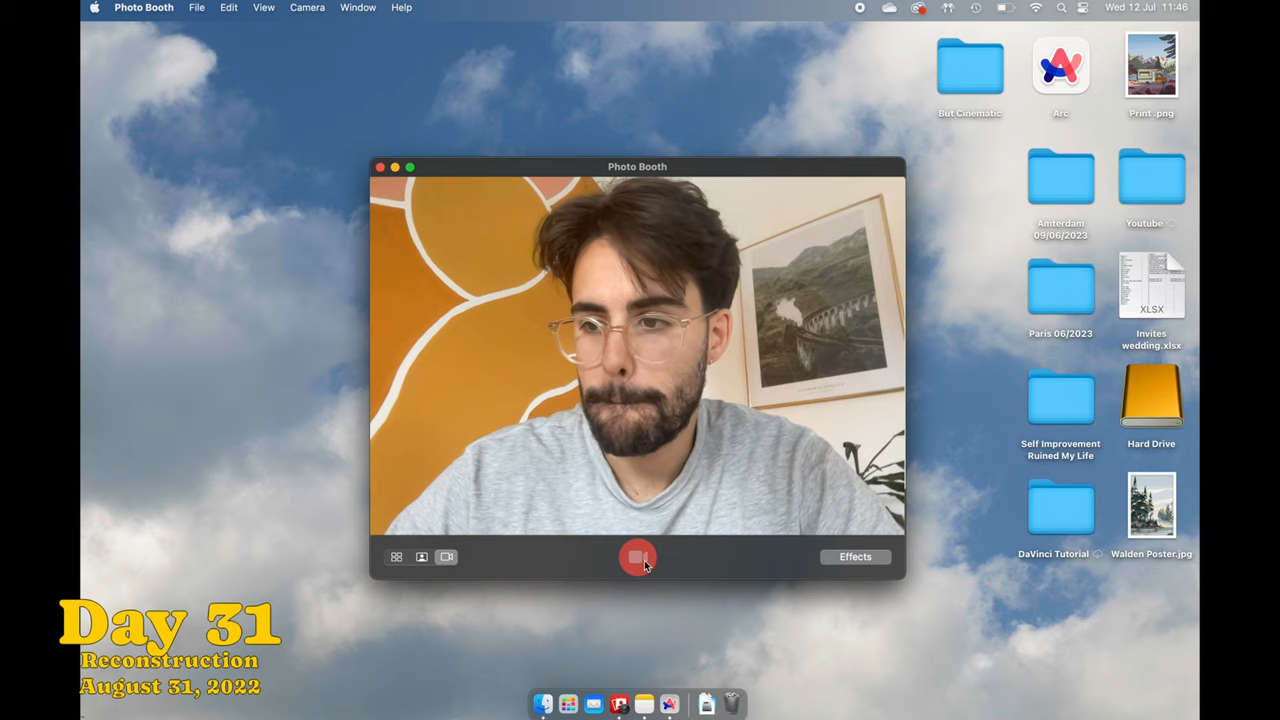 Photo Booth File Edit View Camera Window Help
Wed 12 Jul 11:46
But Cinematic
Arc
Print .png
Photo Booth
Amterdam
09/06/2023
Youtube
XLSX
Paris 06/2023
Invites
wedding.xlsx
Self Improvement
Ruined My Life
Hard Drive
DaVinci Tutorial
Walden Poster.jpg
Effects
Day 31
Reconstruction
August 31, 2022